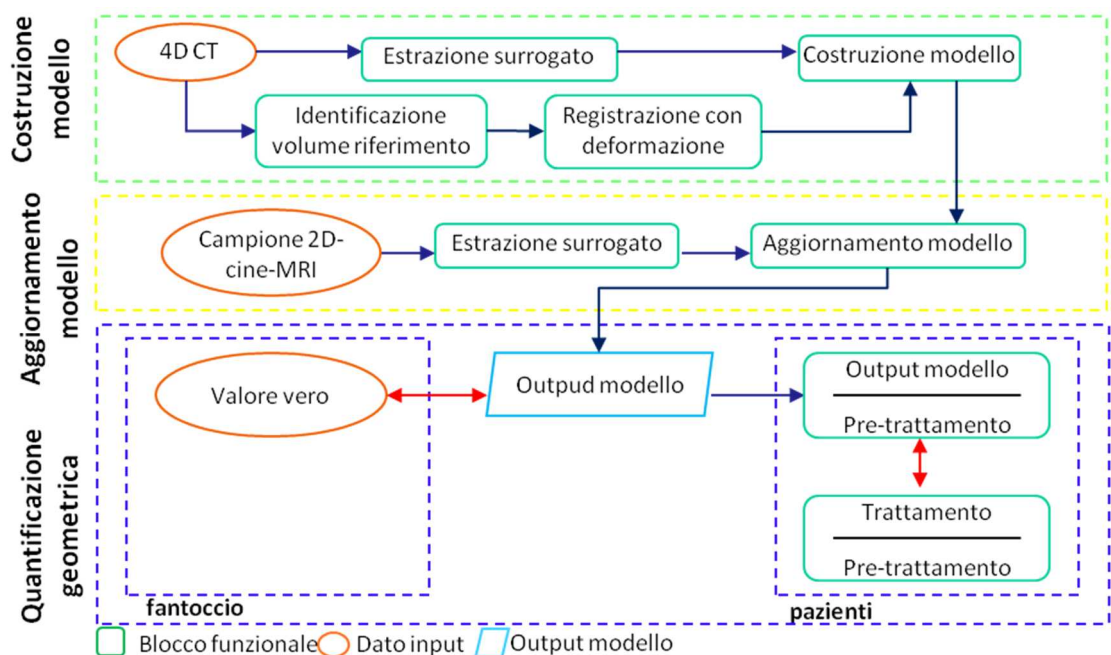 Costruzione
modello
4D CT
Estrazione surrogato
Costruzione modello
Identificazione
volume riferimento
Registrazione con
deformazione
Aggiornamento
modello
Campione 2D-
cine-MRI
Estrazione surrogato
Aggiornamento modello
Quantificazione
geometrica
Valore vero
Outpud modello
Output modello
Pre-trattamento
Trattamento
Pre-trattamento
fantoccio
pazienti
Blocco funzionale
Dato input
Output modello